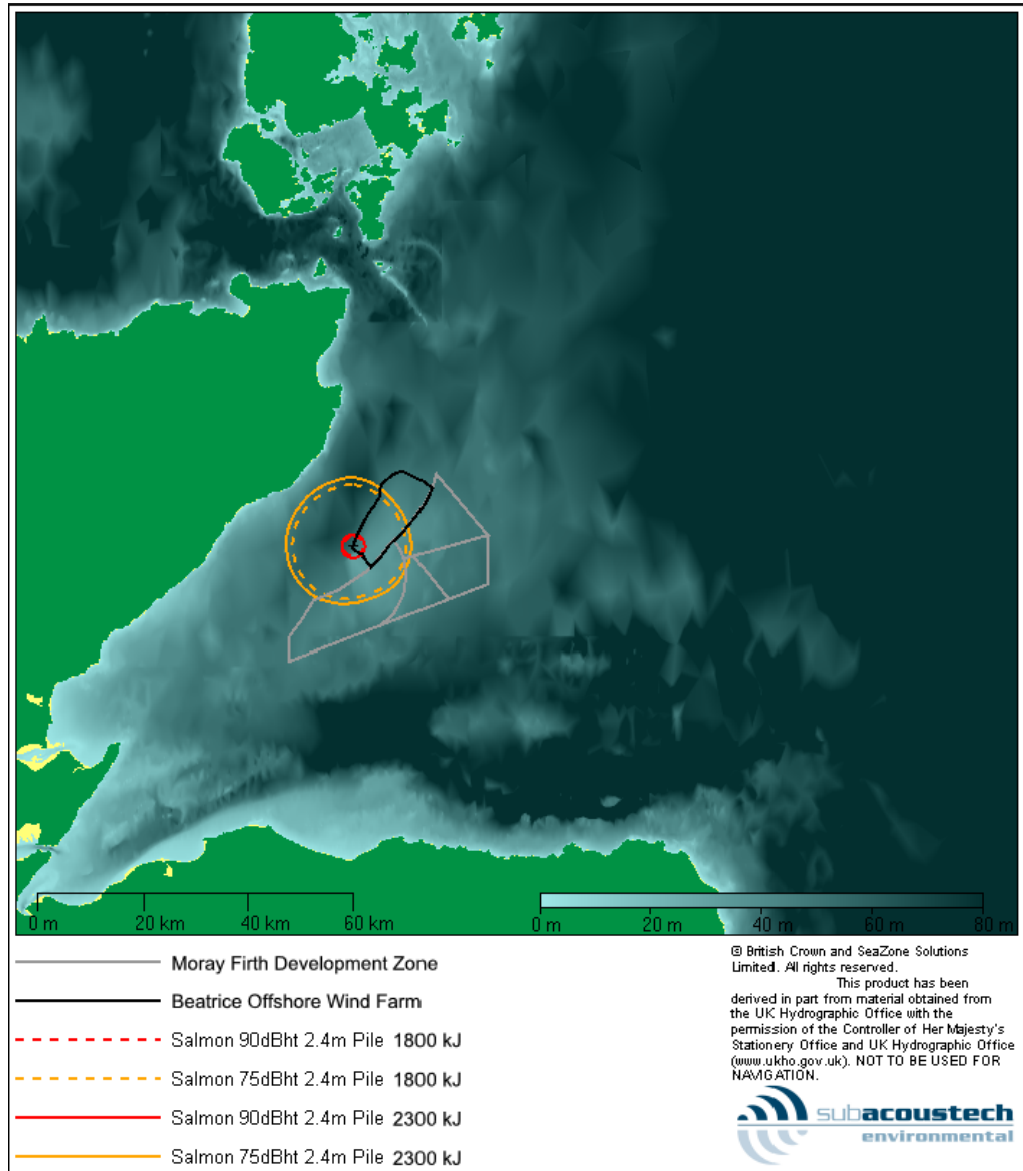 0 m 20 km 40 km 60 km
0 m 20 m 40 m 60 m 80 m
Moray Firth Development Zone
Beatrice Offshore Wind Farm
Salmon 90dBht 2.4m Pile 1800 kJ
Salmon 75dBht 2.4m Pile 1800 kJ
Salmon 90dBht 2.4m Pile 2300 kJ
Salmon 75dBht 2.4m Pile 2300 kJ
© British Crown and SeaZone Solutions
Limited. All rights reserved.
This product has been
derived in part from material obtained from
the UK Hydrographic Office with the
permission of the Controller of Her Majesty's
Stationery Office and UK Hydrographic Office
(www.ukho.gov.uk). NOT TO BE USED FOR
NAVIGATION.
subacoustech
environmental